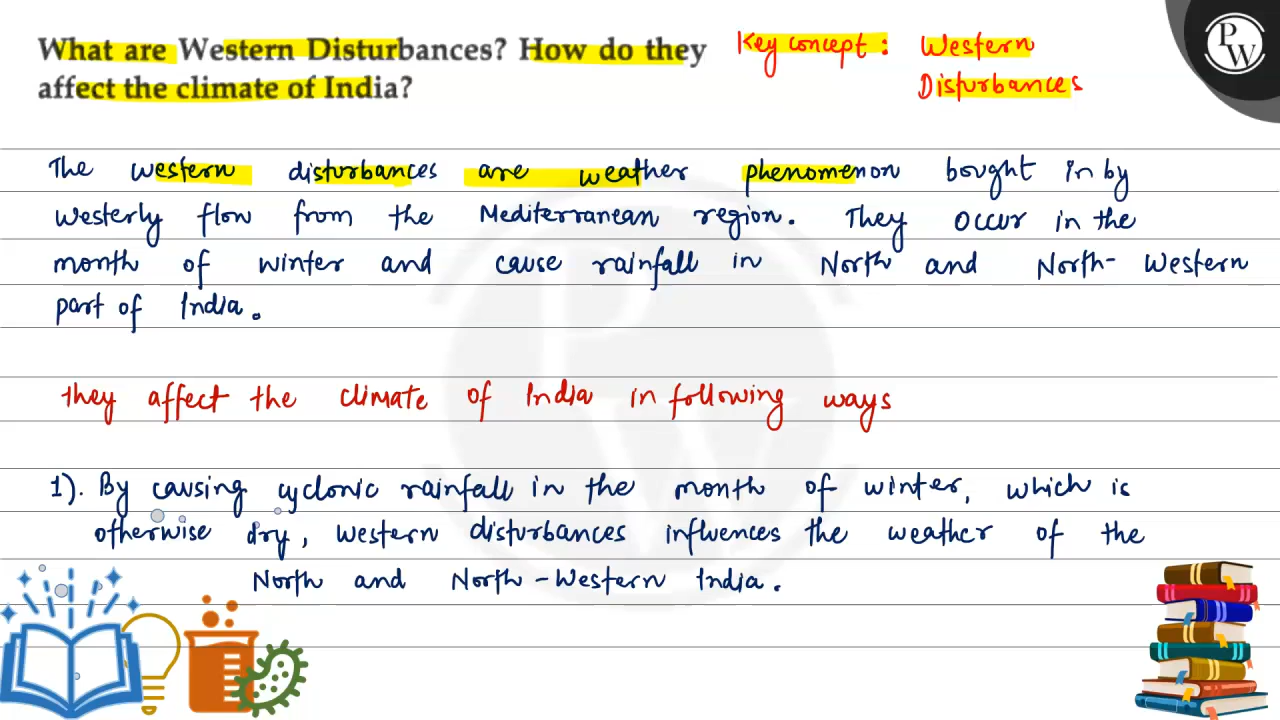 What are Western Disturbances? How do they
affect the climate of India?
Key concept: Western
Disturbances
PW
The western disturbances are weather phenomenon bought in by
westerly flow from the Mediterranean region. They occur in the
month of winter and cause rainfall in North and North-Western
part of India.
they affect the climate of India in following ways
1). By causing cyclonic rainfall in the month of winter, which is
otherwise dry, western disturbances influences the weather of the
North and North-Western India.